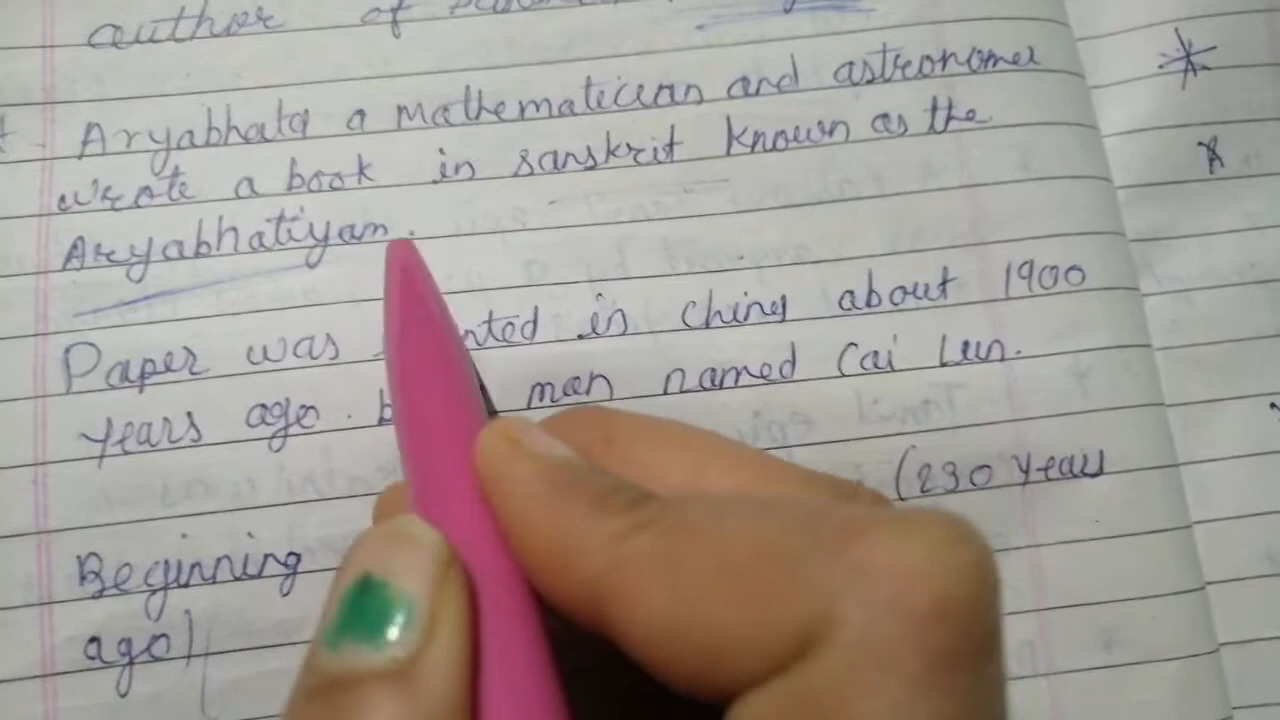 author of
Aryabhata a mathematician and astronomer
wrote a book in sanskrit known as the
Aryabhatiyam.
Paper was in China about 1900
years ago. man named Cai Lun.
(230 years
Beginning
ago)